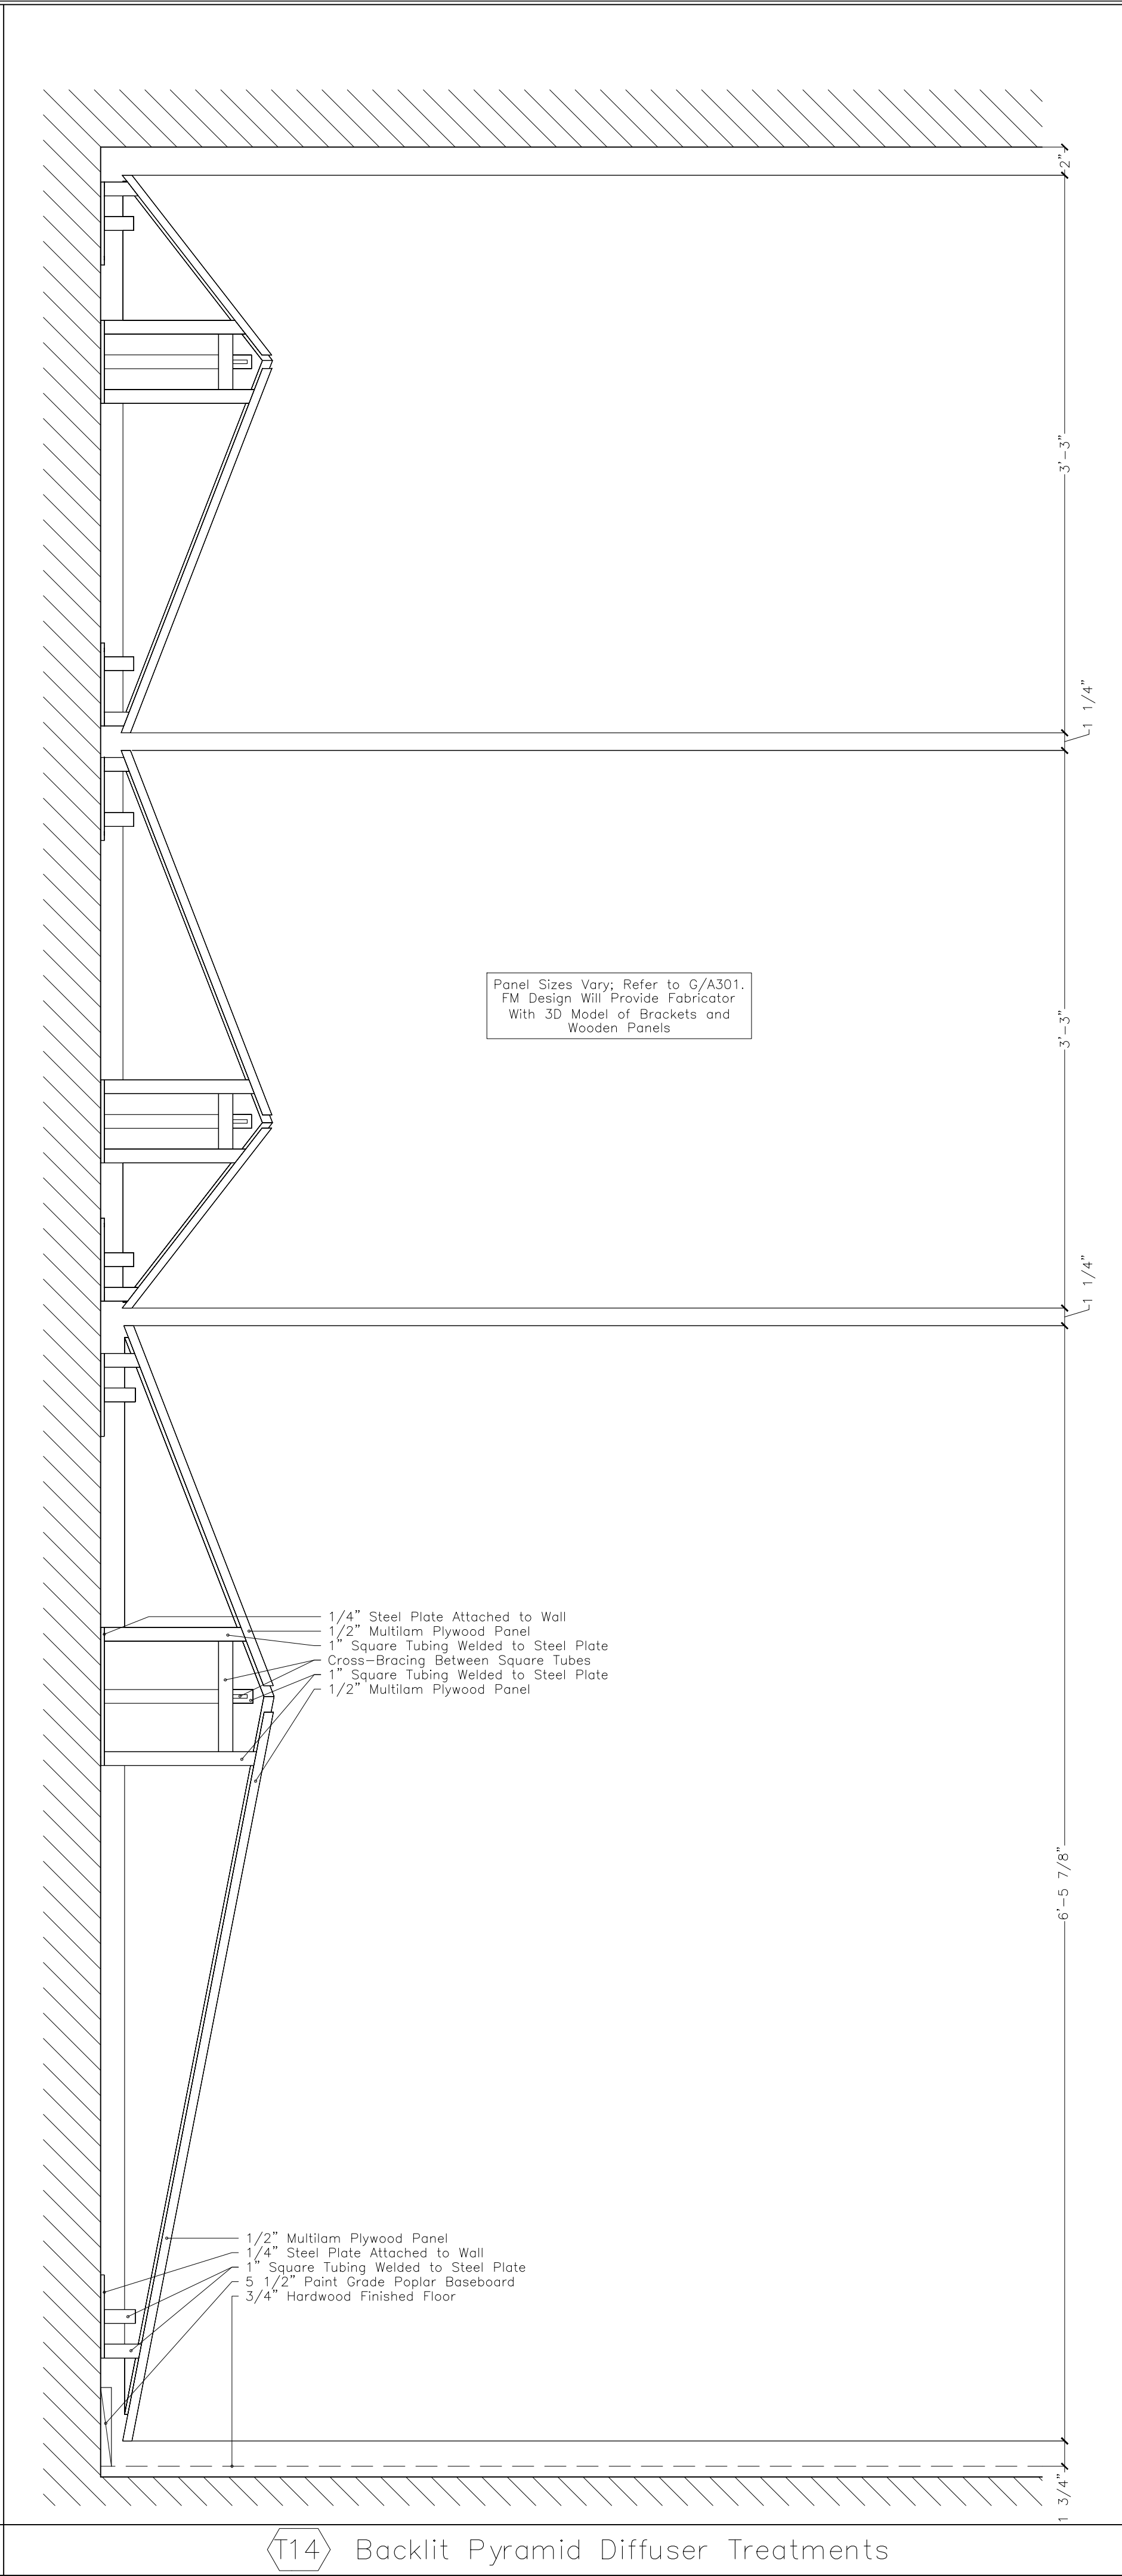 2"
3'-3"
1 1/4"
Panel Sizes Vary; Refer to G/A301.
FM Design Will Provide Fabricator
With 3D Model of Brackets and
Wooden Panels
3'-3"
1 1/4"
1/4" Steel Plate Attached to Wall
1/2" Multilam Plywood Panel
1" Square Tubing Welded to Steel Plate
Cross-Bracing Between Square Tubes
1" Square Tubing Welded to Steel Plate
1/2" Multilam Plywood Panel
6'-5 7/8"
1/2" Multilam Plywood Panel
1/4" Steel Plate Attached to Wall
1" Square Tubing Welded to Steel Plate
5 1/2" Paint Grade Poplar Baseboard
3/4" Hardwood Finished Floor
1 3/4"
T14 Backlit Pyramid Diffuser Treatments